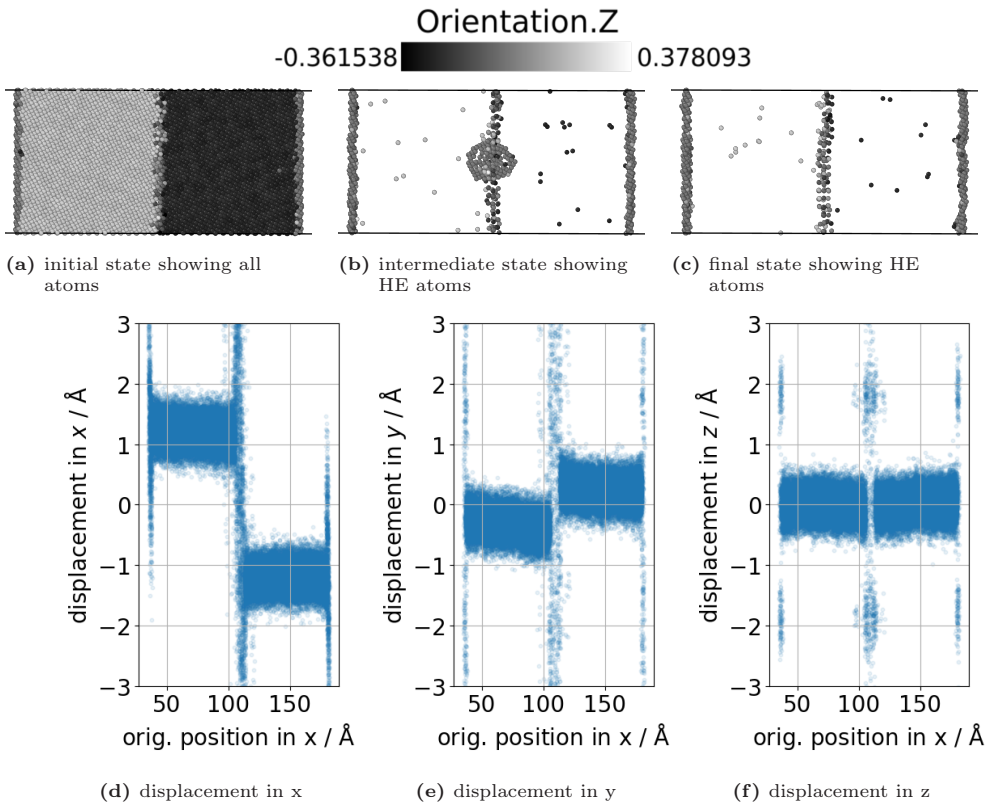 Orientation.Z
-0.361538 0.378093
(a) initial state showing all
atoms
(b) intermediate state showing
HE atoms
(c) final state showing HE
atoms
3
2
1
0
−1
−2
−3
displacement in x / Å
50 100 150
orig. position in x / Å
(d) displacement in x
3
2
1
0
−1
−2
−3
displacement in y / Å
50 100 150
orig. position in x / Å
(e) displacement in y
3
2
1
0
−1
−2
−3
displacement in z / Å
50 100 150
orig. position in x / Å
(f) displacement in z